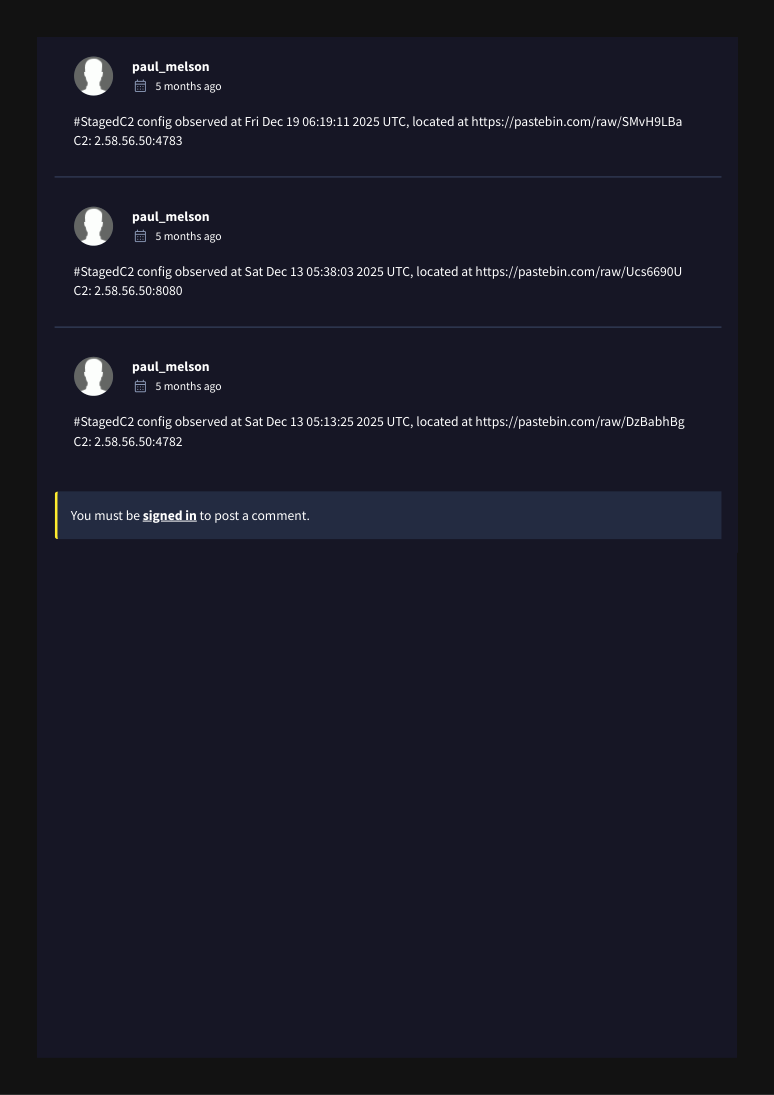 paul_melson
5 months ago
#StagedC2 config observed at Fri Dec 19 06:19:11 2025 UTC, located at https://pastebin.com/raw/SMvH9LBa
C2: 2.58.56.50:4783
paul_melson
5 months ago
#StagedC2 config observed at Sat Dec 13 05:38:03 2025 UTC, located at https://pastebin.com/raw/Ucs6690U
C2: 2.58.56.50:8080
paul_melson
5 months ago
#StagedC2 config observed at Sat Dec 13 05:13:25 2025 UTC, located at https://pastebin.com/raw/DzBabhBg
C2: 2.58.56.50:4782
You must be signed in to post a comment.